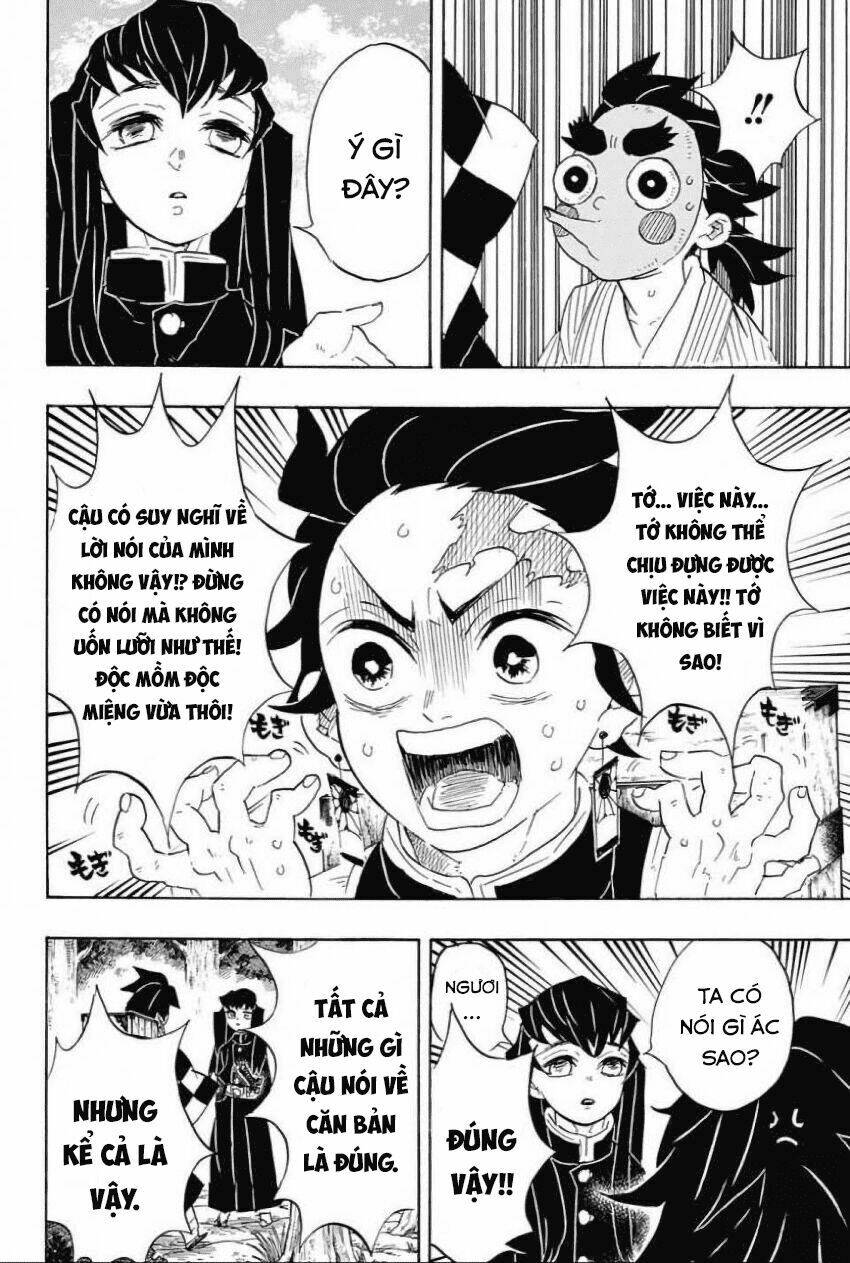 !!
Ý GÌ
ĐÂY?
TỚ... VIỆC NÀY...
TỚ KHÔNG THỂ
CHỊU ĐỰNG ĐƯỢC
VIỆC NÀY!! TỚ
KHÔNG BIẾT VÌ
SAO!
CẬU CÓ SUY NGHĨ VỀ
LỜI NÓI CỦA MÌNH
KHÔNG VẬY!? ĐỪNG
CÓ NÓI MÀ KHÔNG
UỐN LƯỠI NHƯ THẾ!
ĐỘC MỒM ĐỘC
MIỆNG VỪA THÔI!
もぎ
もぎ
もぎ
もぎ
もぎ
TA CÓ
NÓI GÌ ÁC
SAO?
NGƯƠI
...
ĐÚNG
VẬY!!
TẤT CẢ
NHỮNG GÌ
CẬU NÓI VỀ
CĂN BẢN
LÀ ĐÚNG.
NHƯNG
KỂ CẢ LÀ
VẬY.